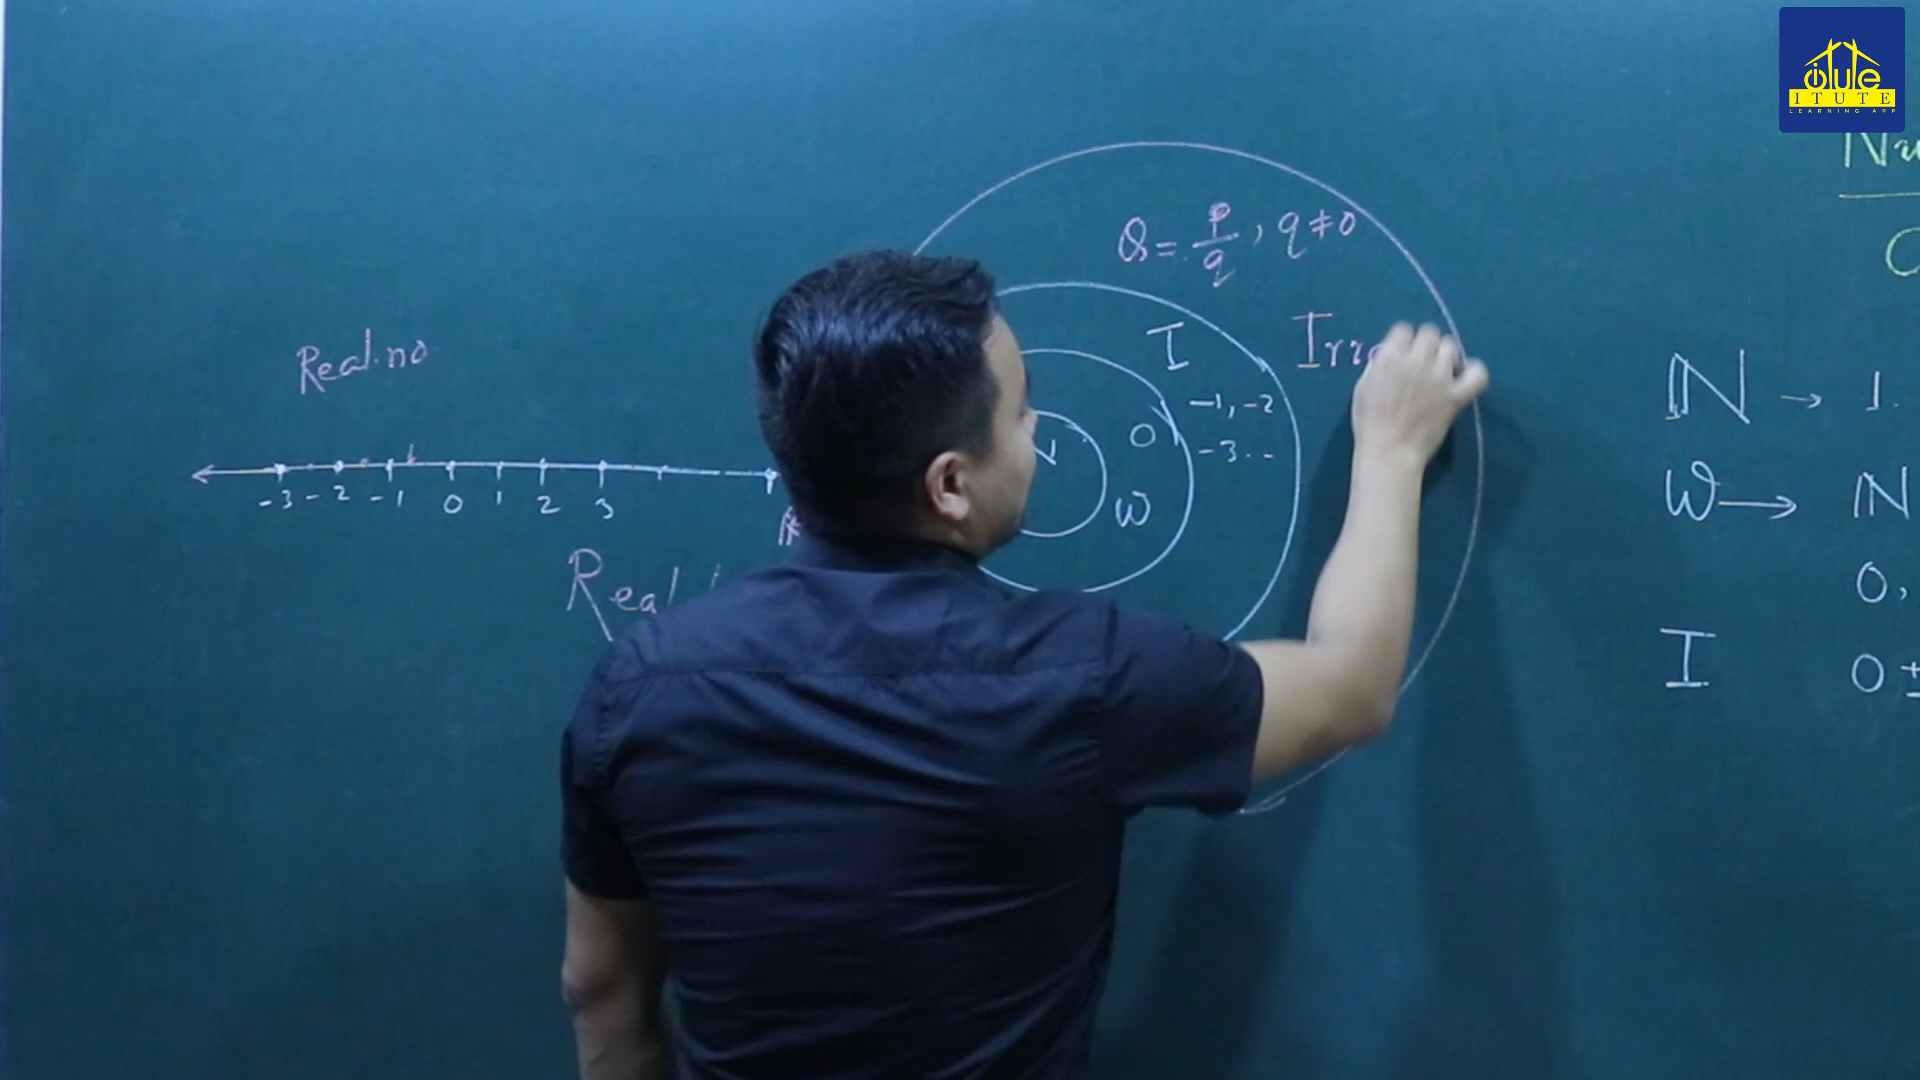 itute
ITUTE
LEARNING APP
Q = p/q , q ≠ 0
Real.no
I
N
0
-1, -2
-3..
W
-3 -2 -1 0 1 2 3
Real
N → 1.
W → N
0,
I 0 ±